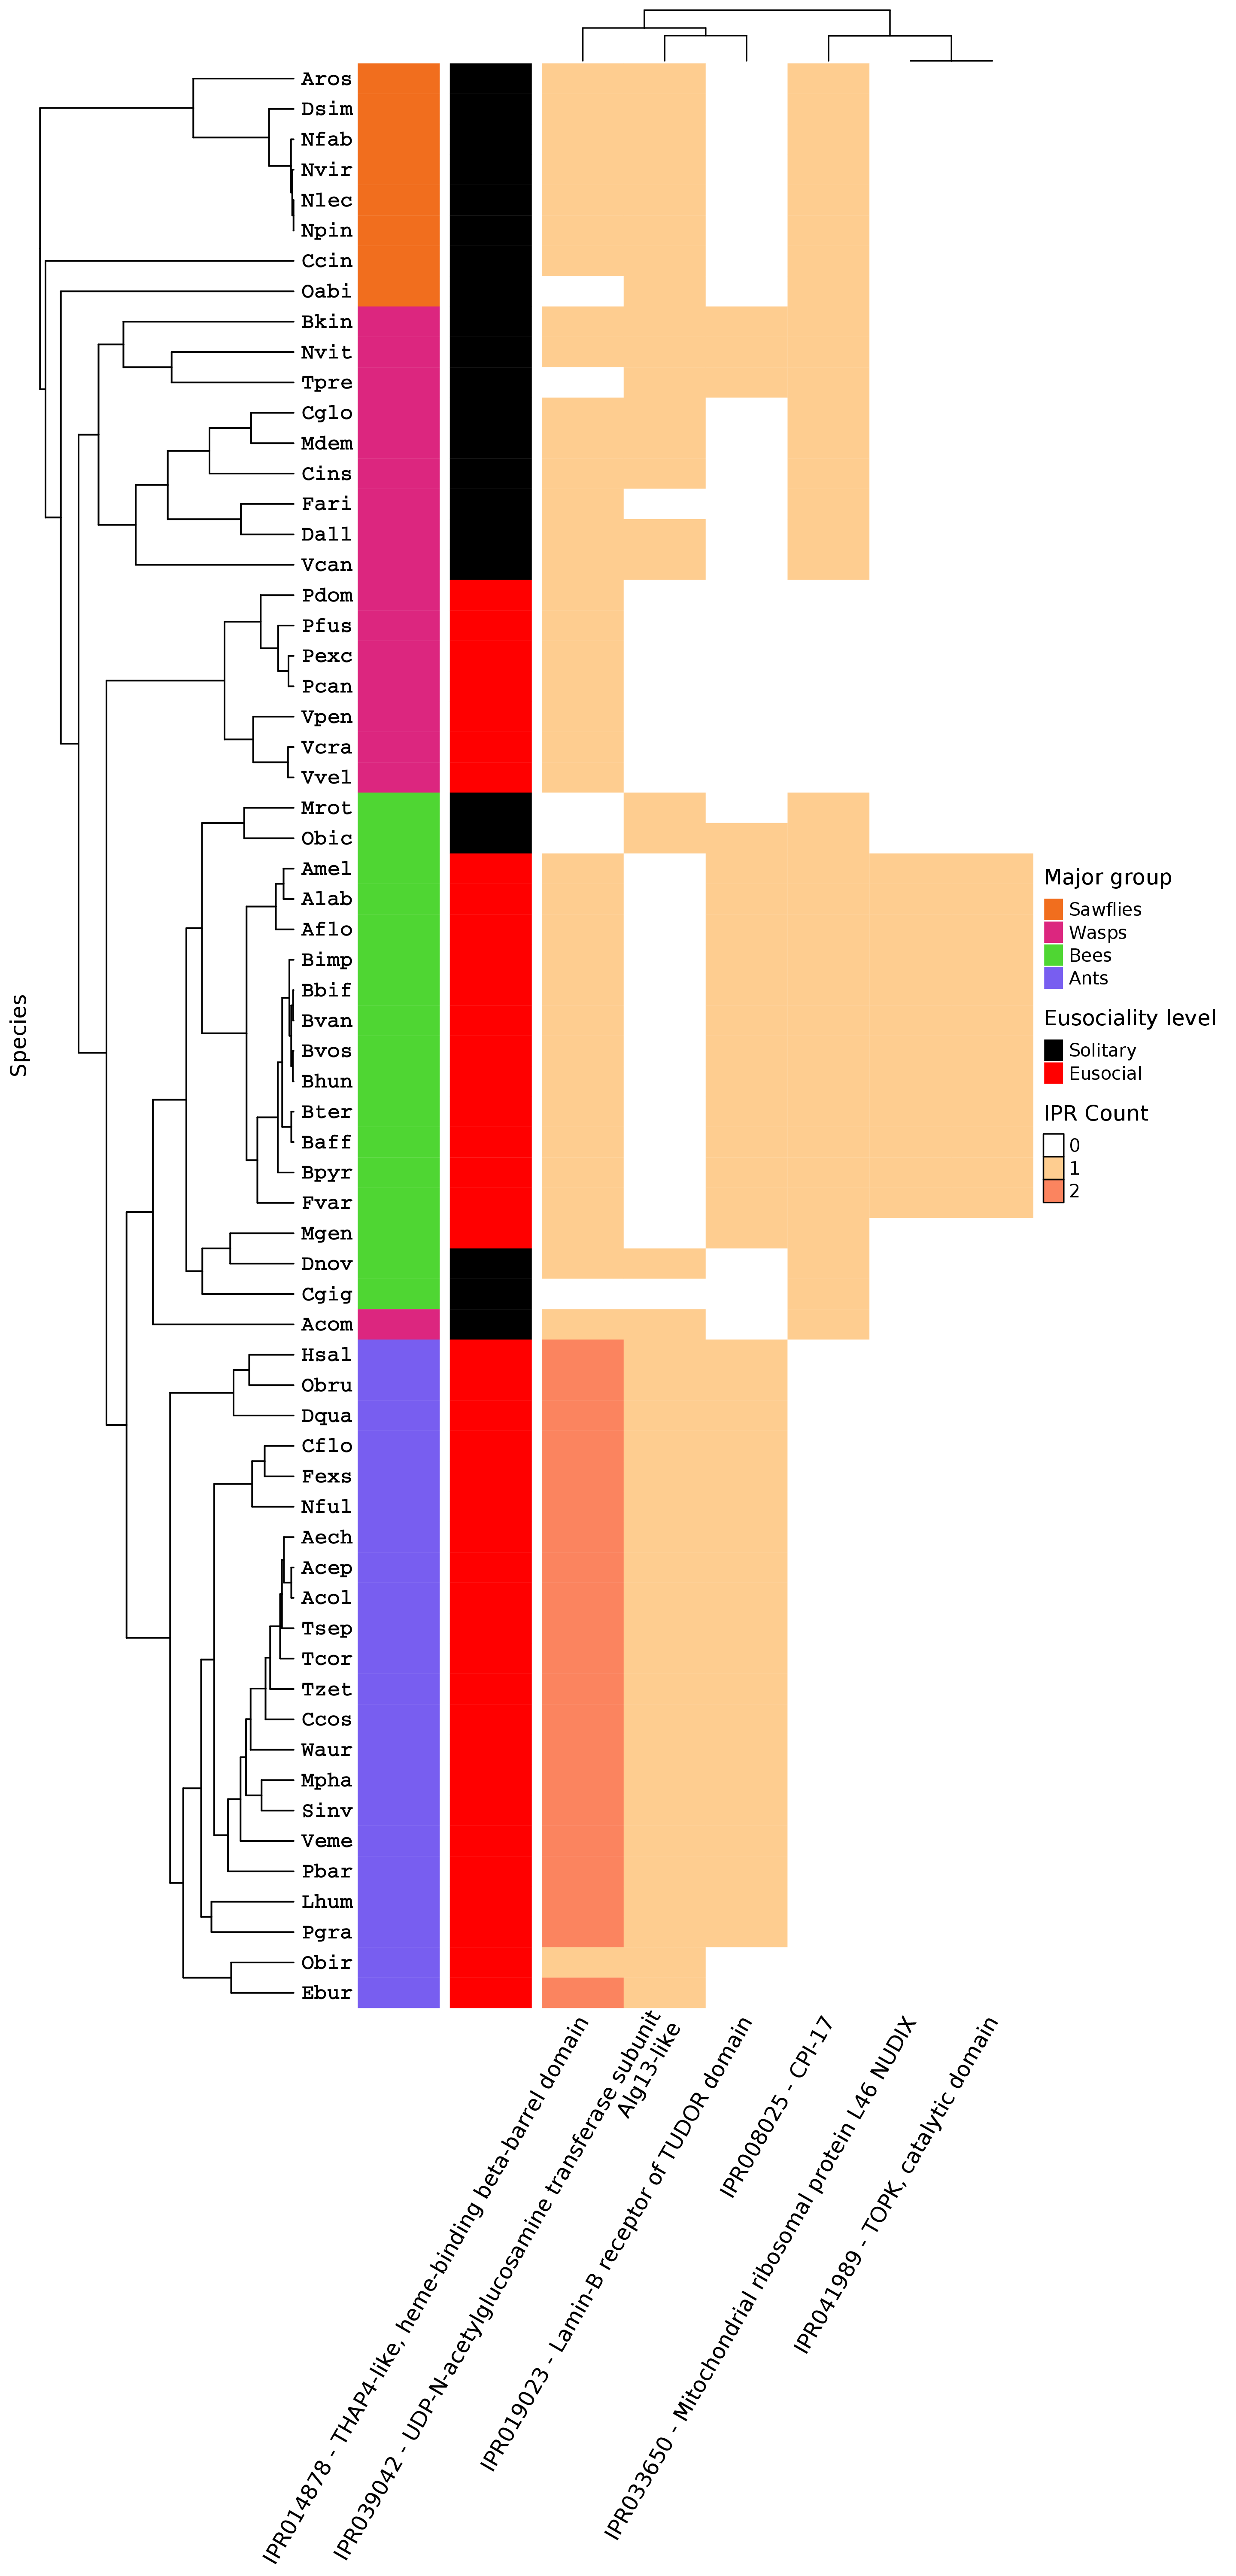 Species
Aros
Dsim
Nfab
Nvir
Nlec
Npin
Ccin
Oabi
Bkin
Nvit
Tpre
Cglo
Mdem
Cins
Fari
Dall
Vcan
Pdom
Pfus
Pexc
Pcan
Vpen
Vcra
Vvel
Mrot
Obic
Amel
Alab
Aflo
Bimp
Bbif
Bvan
Bvos
Bhun
Bter
Baff
Bpyr
Fvar
Mgen
Dnov
Cgig
Acom
Hsal
Obru
Dqua
Cflo
Fexs
Nful
Aech
Acep
Acol
Tsep
Tcor
Tzet
Ccos
Waur
Mpha
Sinv
Veme
Pbar
Lhum
Pgra
Obir
Ebur
Major group
Sawflies
Wasps
Bees
Ants
Eusociality level
Solitary
Eusocial
IPR Count
0
1
2
IPR014878 - THAP4-like, heme-binding beta-barrel domain
IPR039042 - UDP-N-acetylglucosamine transferase subunit
Alg13-like
IPR019023 - Lamin-B receptor of TUDOR domain
IPR008025 - CPI-17
IPR033650 - Mitochondrial ribosomal protein L46 NUDIX
IPR041989 - TOPK, catalytic domain